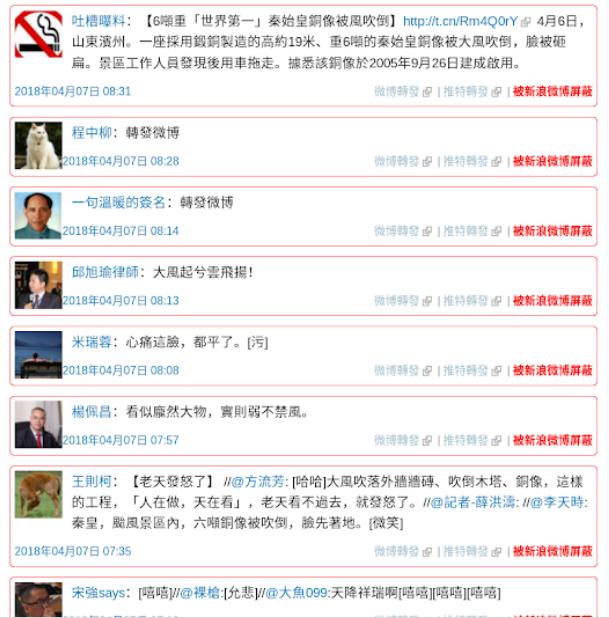 吐槽曝料：【6噸重「世界第一」秦始皇銅像被風吹倒】http://t.cn/Rm4Q0rY 4月6日，
山東濱州。一座採用鍛銅製造的高約19米、重6噸的秦始皇銅像被大風吹倒，臉被砸
扁。景區工作人員發現後用車拖走。據悉該銅像於2005年9月26日建成啟用。
2018年04月07日 08:31 微博轉發 | 推特轉發 | 被新浪微博屏蔽
程中柳：轉發微博
2018年04月07日 08:28 微博轉發 | 推特轉發 | 被新浪微博屏蔽
一句溫暖的簽名：轉發微博
2018年04月07日 08:14 微博轉發 | 推特轉發 | 被新浪微博屏蔽
邱旭瑜律師：大風起兮雲飛揚！
2018年04月07日 08:13 微博轉發 | 推特轉發 | 被新浪微博屏蔽
米瑞蓉：心痛這臉，都平了。[污]
2018年04月07日 08:08 微博轉發 | 推特轉發 | 被新浪微博屏蔽
楊佩昌：看似龐然大物，實則弱不禁風。
2018年04月07日 07:57 微博轉發 | 推特轉發 | 被新浪微博屏蔽
王則柯：【老天發怒了】 //@方流芳: [哈哈]大風吹落外牆牆磚、吹倒木塔、銅像，這樣
的工程，「人在做，天在看」，老天看不過去，就發怒了。//@記者-薛洪濤: //@李天時:
秦皇，颱風景區內，六噸銅像被吹倒，臉先著地。[微笑]
2018年04月07日 07:35 微博轉發 | 推特轉發 | 被新浪微博屏蔽
宋強says：[嘻嘻]//@裸槍:[允悲]//@大魚099:天降祥瑞啊[嘻嘻][嘻嘻][嘻嘻]